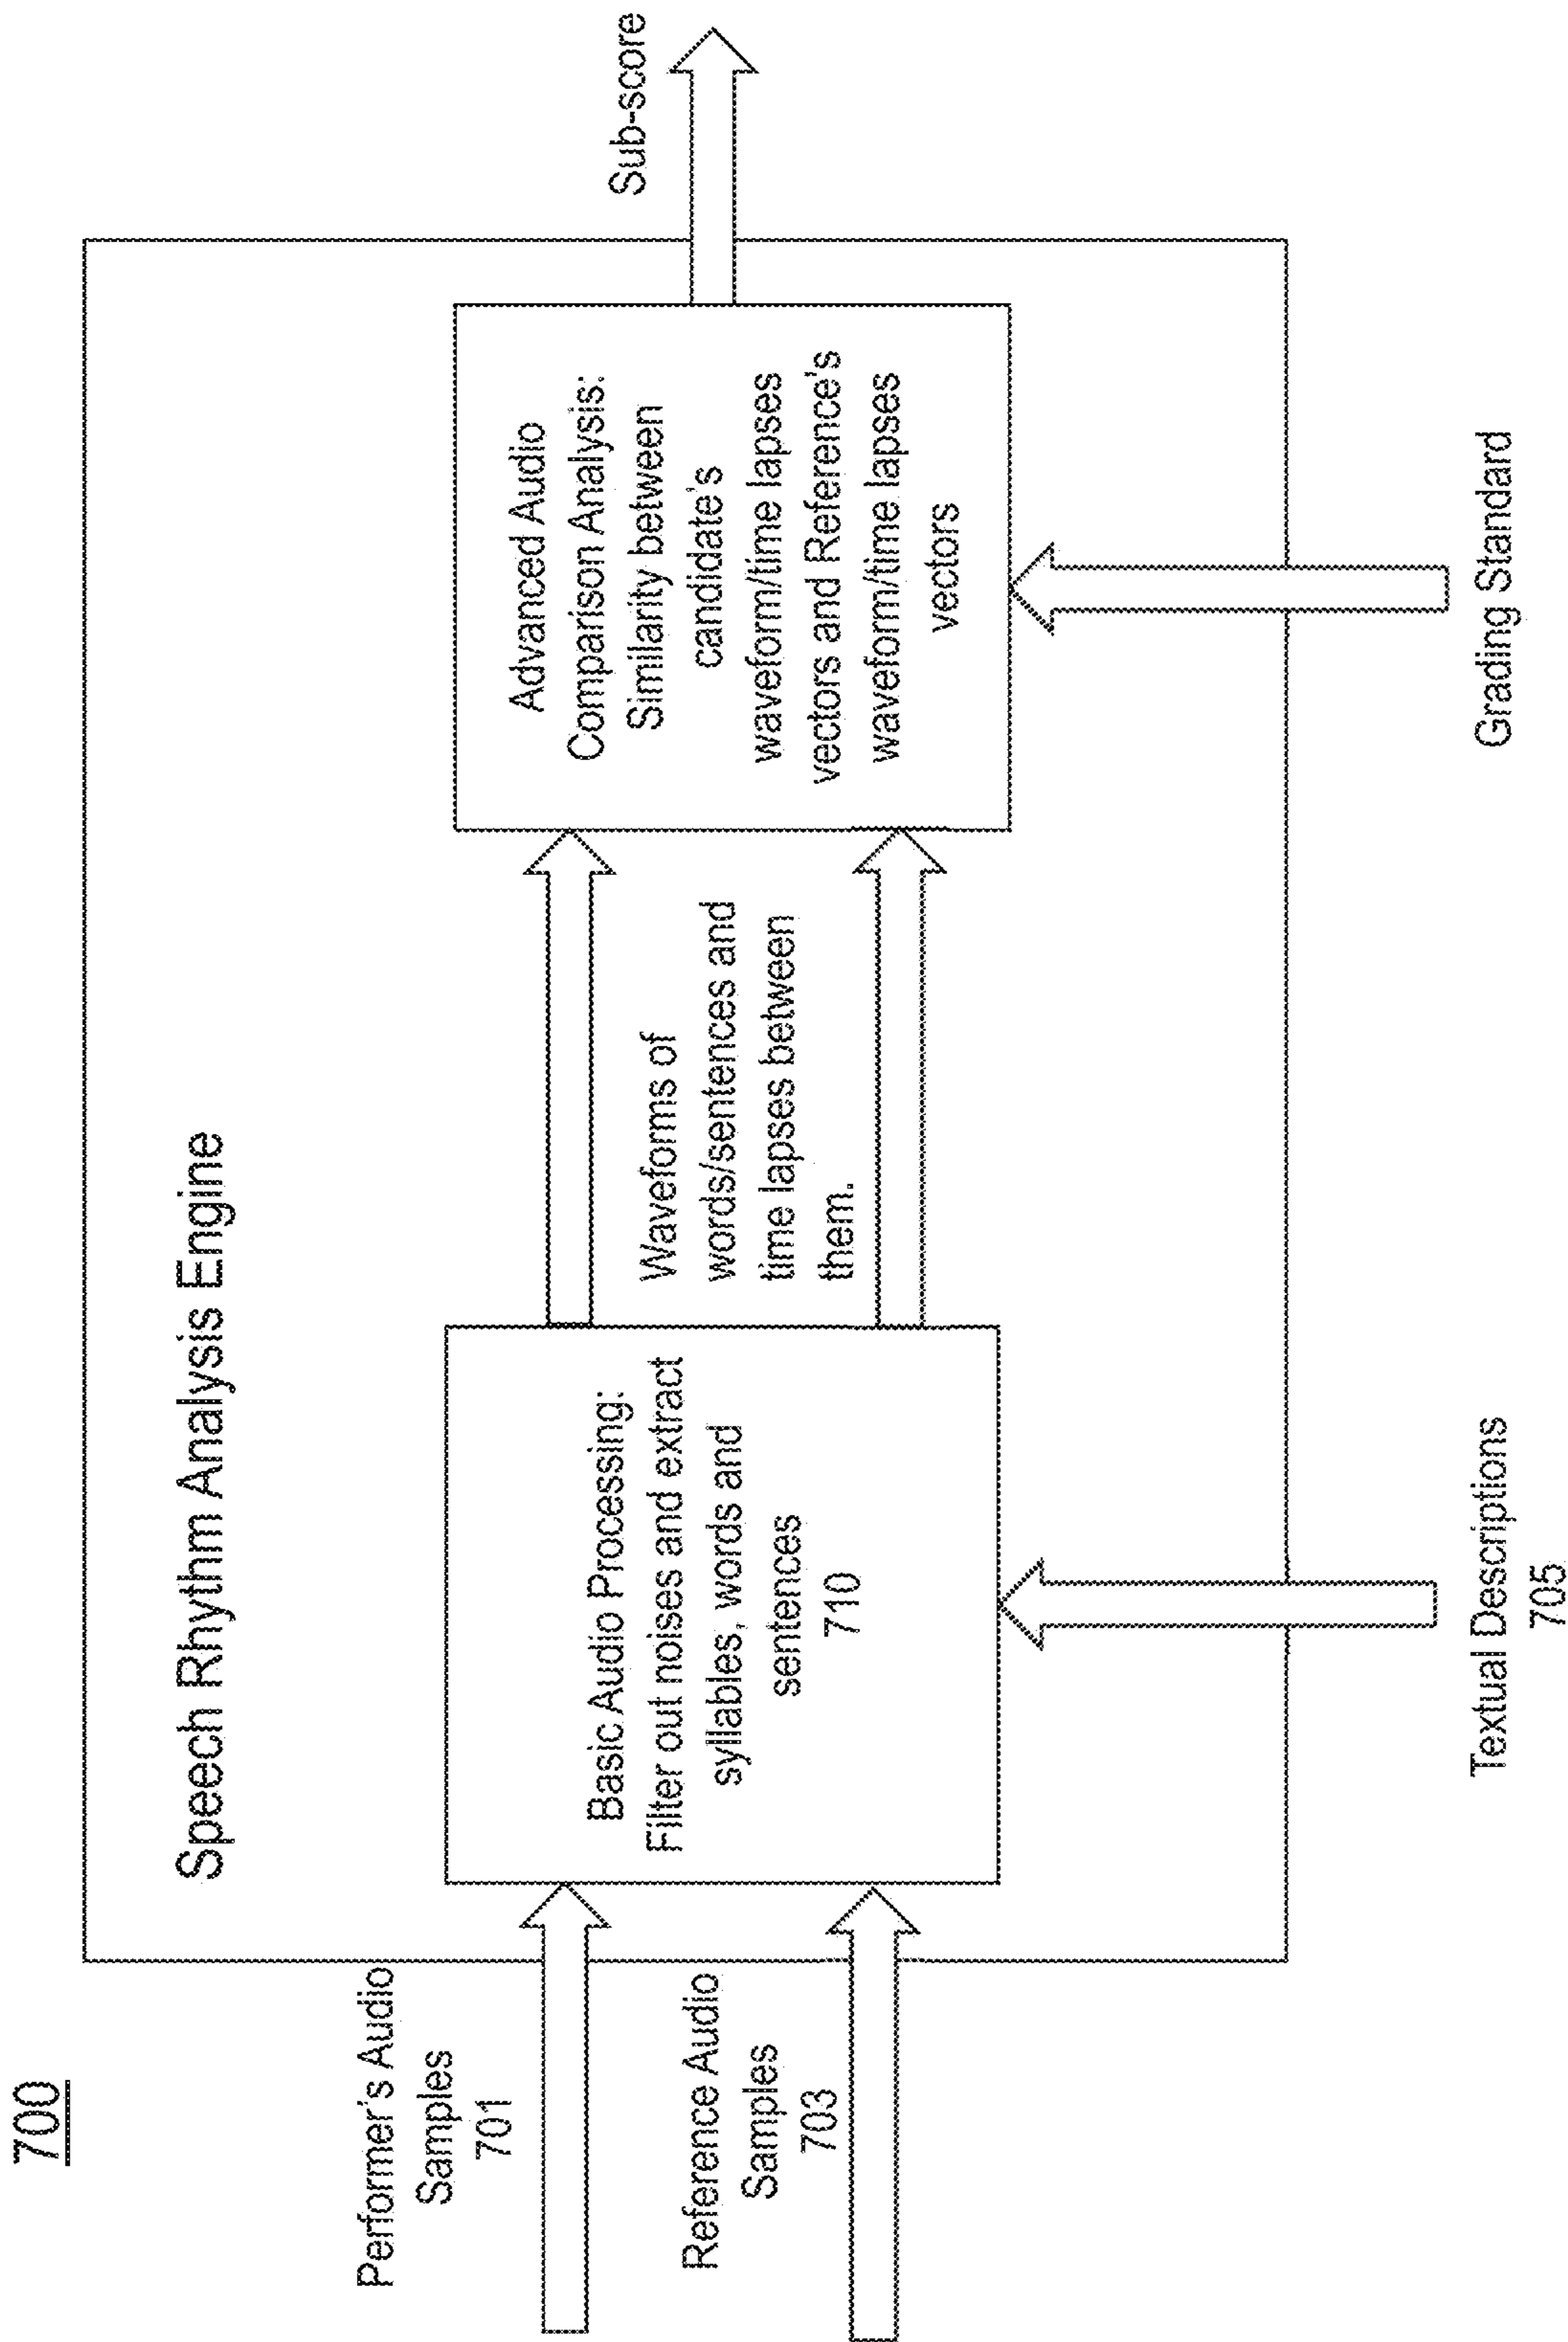 700
Speech Rhythm Analysis Engine
Performer's Audio
Samples
701
Reference Audio
Samples
703
Basic Audio Processing:
Filter out noises and extract
syllables, words and
sentences
710
Waveforms of
words/sentences and
time lapses between
them.
Advanced Audio
Comparison Analysis:
Similarity between
candidate's
waveform/time lapses
vectors and Reference's
waveform/time lapses
vectors
Sub-score
Textual Descriptions
705
Grading Standard